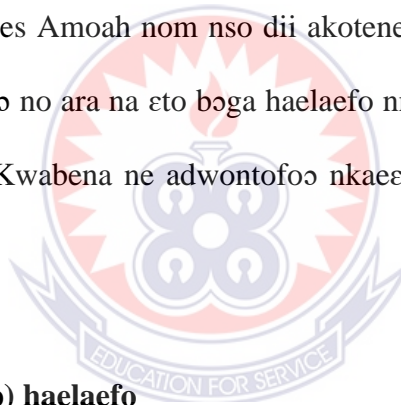 es Amoah nom nso dii akotene
ɔ no ara na ɛto bɔga haelaefo n
Kwabena ne adwontofoɔ nkaeɛ
EDUCATION FOR SERVICE
) haelaefo